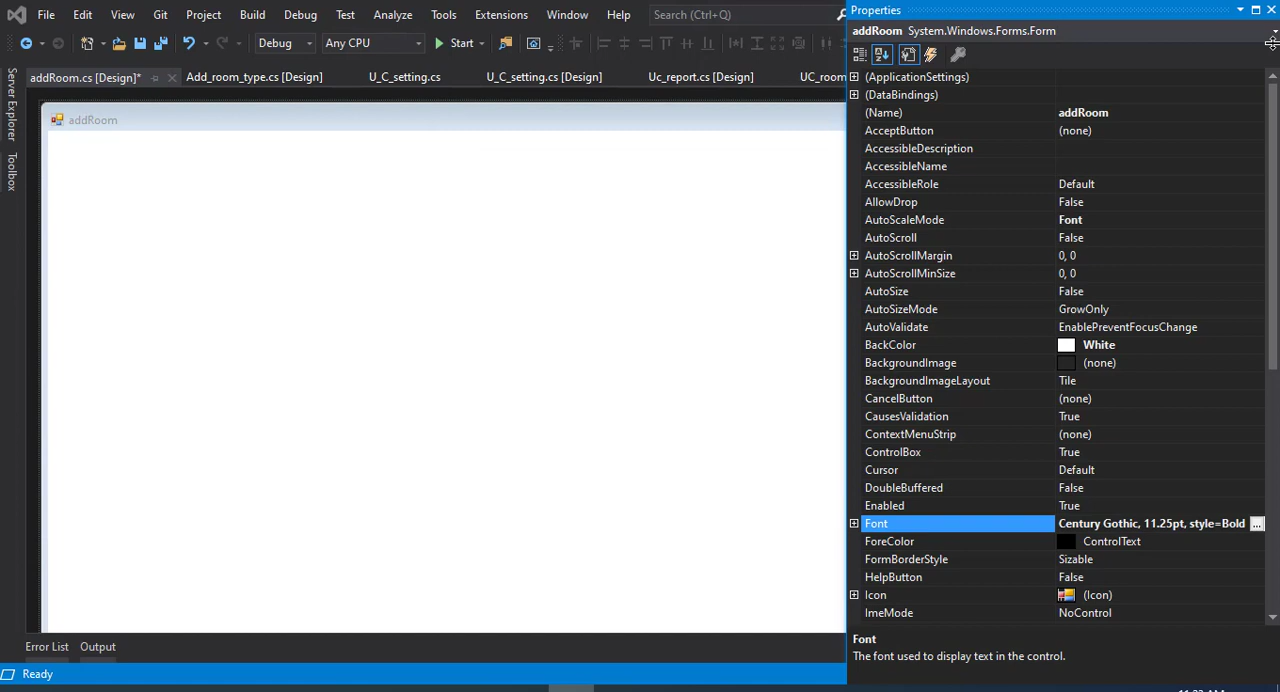 File Edit View Git Project Build Debug Test Analyze Tools Extensions Window Help Search (Ctrl+Q)
Debug Any CPU Start
addRoom.cs [Design]* Add_room_type.cs [Design] U_C_setting.cs U_C_setting.cs [Design] Uc_report.cs [Design] UC_room
Server Explorer
Toolbox
addRoom
Properties
addRoom System.Windows.Forms.Form
(ApplicationSettings)
(DataBindings)
(Name) addRoom
AcceptButton (none)
AccessibleDescription
AccessibleName
AccessibleRole Default
AllowDrop False
AutoScaleMode Font
AutoScroll False
AutoScrollMargin 0, 0
AutoScrollMinSize 0, 0
AutoSize False
AutoSizeMode GrowOnly
AutoValidate EnablePreventFocusChange
BackColor White
BackgroundImage (none)
BackgroundImageLayout Tile
CancelButton (none)
CausesValidation True
ContextMenuStrip (none)
ControlBox True
Cursor Default
DoubleBuffered False
Enabled True
Font Century Gothic, 11.25pt, style=Bold ...
ForeColor ControlText
FormBorderStyle Sizable
HelpButton False
Icon (Icon)
ImeMode NoControl
Font
The font used to display text in the control.
Error List Output
Ready